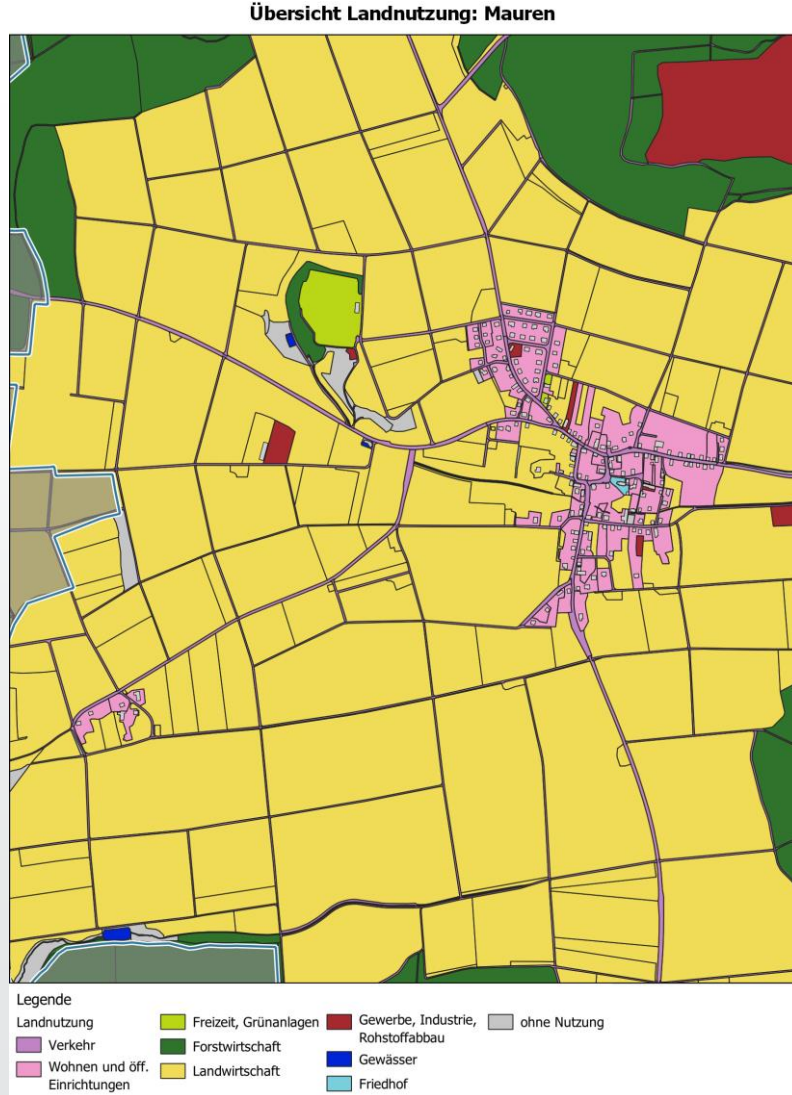 Übersicht Landnutzung: Mauren
Legende
Landnutzung
Verkehr
Wohnen und öff.
Einrichtungen
Freizeit, Grünanlagen
Forstwirtschaft
Landwirtschaft
Gewerbe, Industrie,
Rohstoffabbau
Gewässer
Friedhof
ohne Nutzung